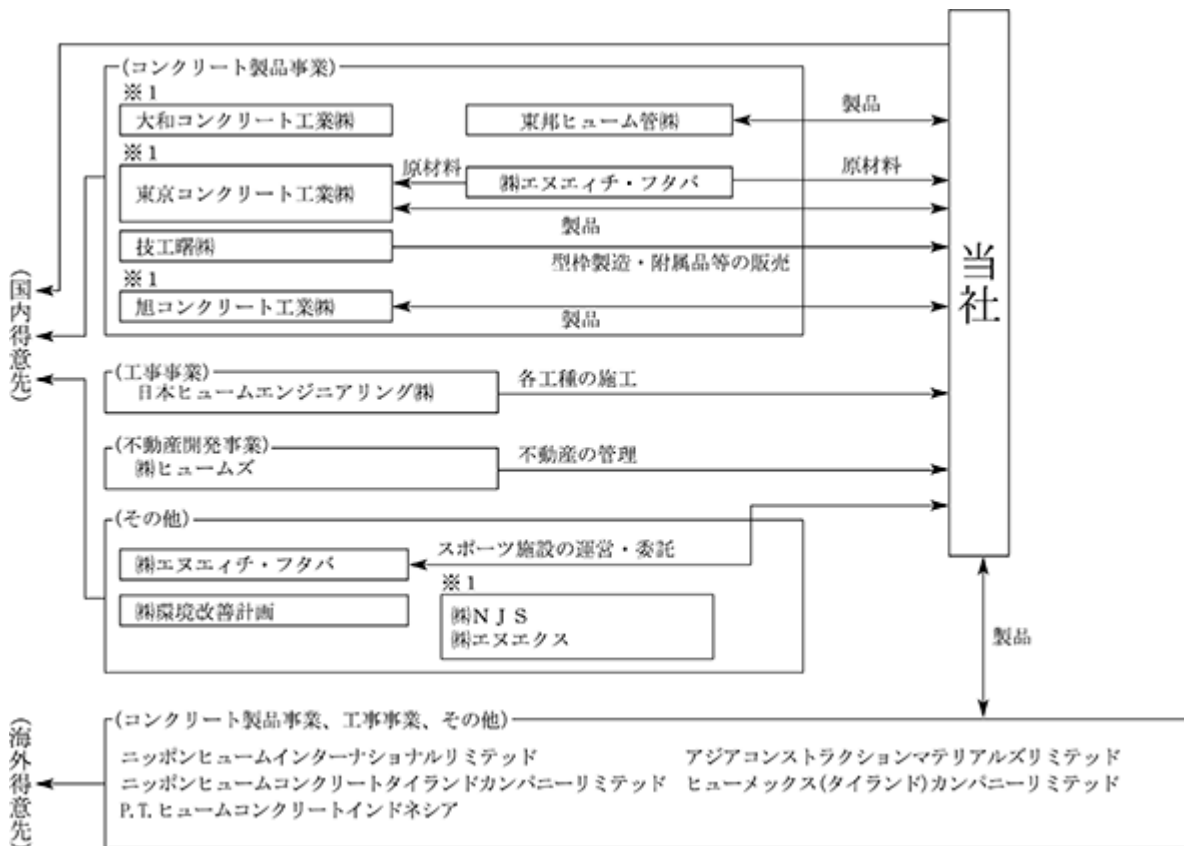 (コンクリート製品事業)
※1
大和コンクリート工業㈱
東邦ヒューム管㈱
製品
※1
東京コンクリート工業㈱
原材料
㈱エヌエィチ・フタバ
原材料
製品
技工曙㈱
型枠製造・附属品等の販売
※1
旭コンクリート工業㈱
製品
当社
(国内得意先)
(工事事業)
日本ヒュームエンジニアリング㈱
各工種の施工
(不動産開発事業)
㈱ヒュームズ
不動産の管理
(その他)
㈱エヌエィチ・フタバ
スポーツ施設の運営・委託
※1
㈱環境改善計画
㈱NJS
㈱エヌエクス
製品
(海外得意先)
(コンクリート製品事業、工事事業、その他)
ニッポンヒュームインターナショナルリミテッド
アジアコンストラクションマテリアルズリミテッド
ニッポンヒュームコンクリートタイランドカンパニーリミテッド
ヒューメックス(タイランド)カンパニーリミテッド
P.T.ヒュームコンクリートインドネシア